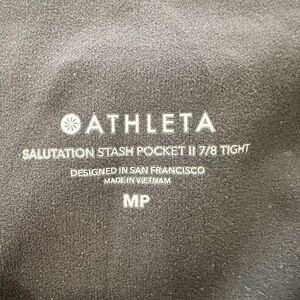 ATHLETA
SALUTATION STASH POCKET II 7/8 TIGHT
DESIGNED IN SAN FRANCISCO
MADE IN VIETNAM
MP